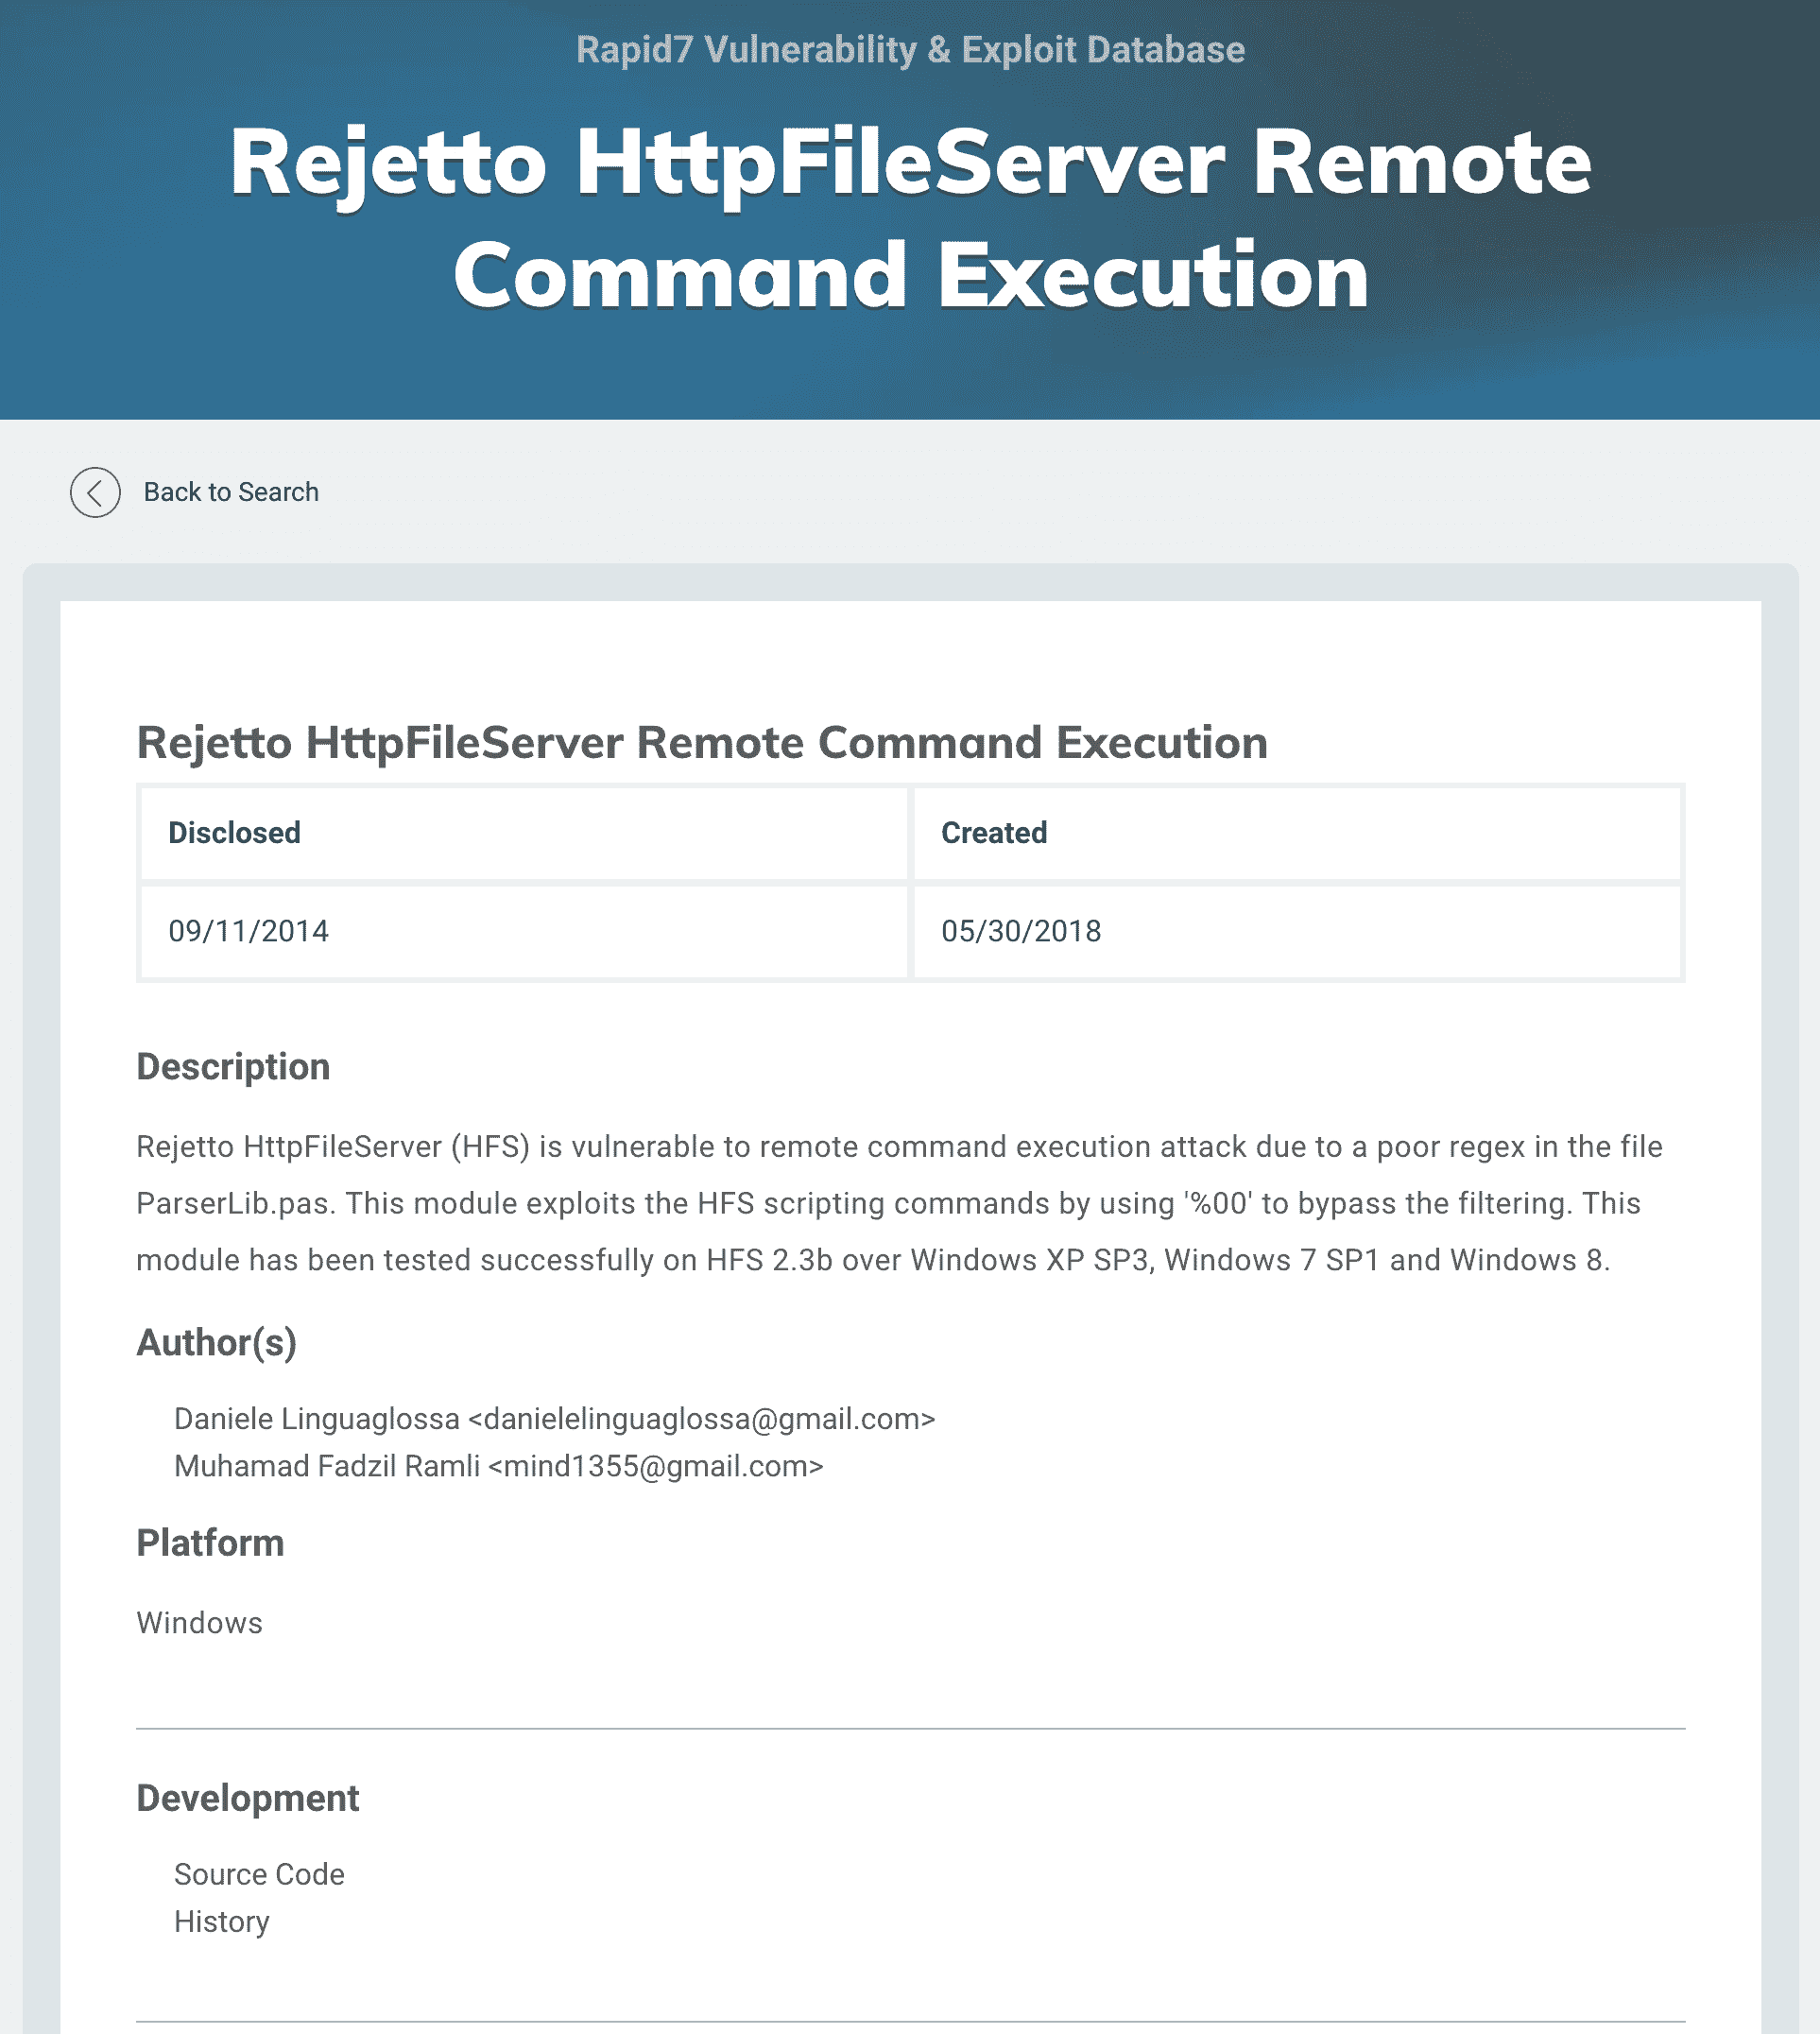 Rapid7 Vulnerability & Exploit Database
Rejetto HttpFileServer Remote
Command Execution
Back to Search
Rejetto HttpFileServer Remote Command Execution
Disclosed
Created
09/11/2014
05/30/2018
Description
Rejetto HttpFileServer (HFS) is vulnerable to remote command execution attack due to a poor regex in the file
ParserLib.pas. This module exploits the HFS scripting commands by using '%00' to bypass the filtering. This
module has been tested successfully on HFS 2.3b over Windows XP SP3, Windows 7 SP1 and Windows 8.
Author(s)
Daniele Linguaglossa <danielelinguaglossa@gmail.com>
Muhamad Fadzil Ramli <mind1355@gmail.com>
Platform
Windows
Development
Source Code
History